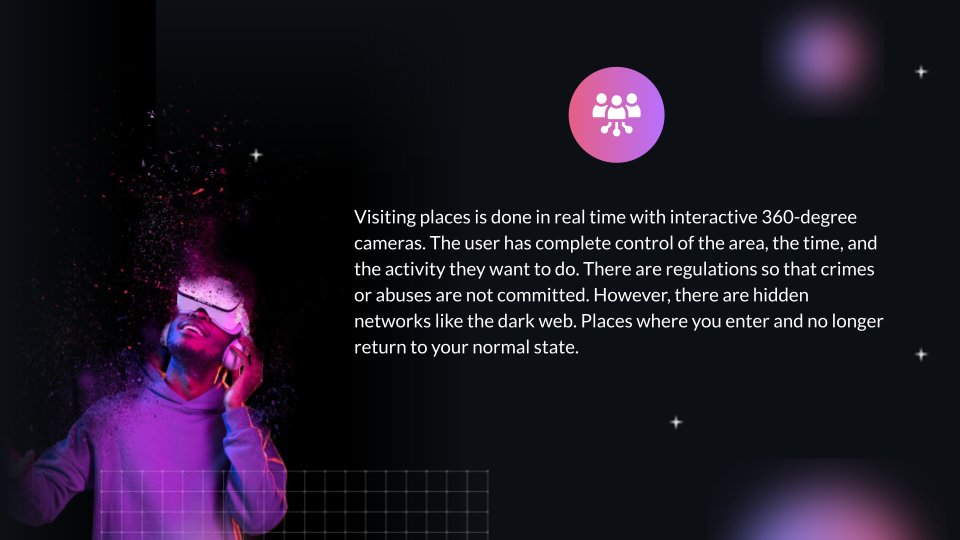 Visiting places is done in real time with interactive 360-degree
cameras. The user has complete control of the area, the time, and
the activity they want to do. There are regulations so that crimes
or abuses are not committed. However, there are hidden
networks like the dark web. Places where you enter and no longer
return to your normal state.